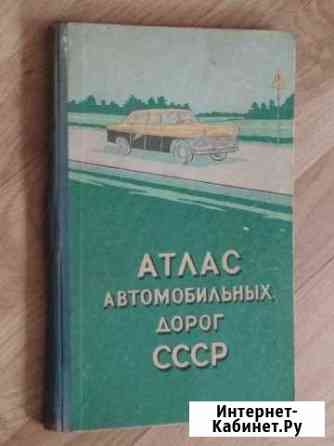 АТЛАС
АВТОМОБИЛЬНЫХ
ДОРОГ
СССР
Интернет-
Кабинет.Ру